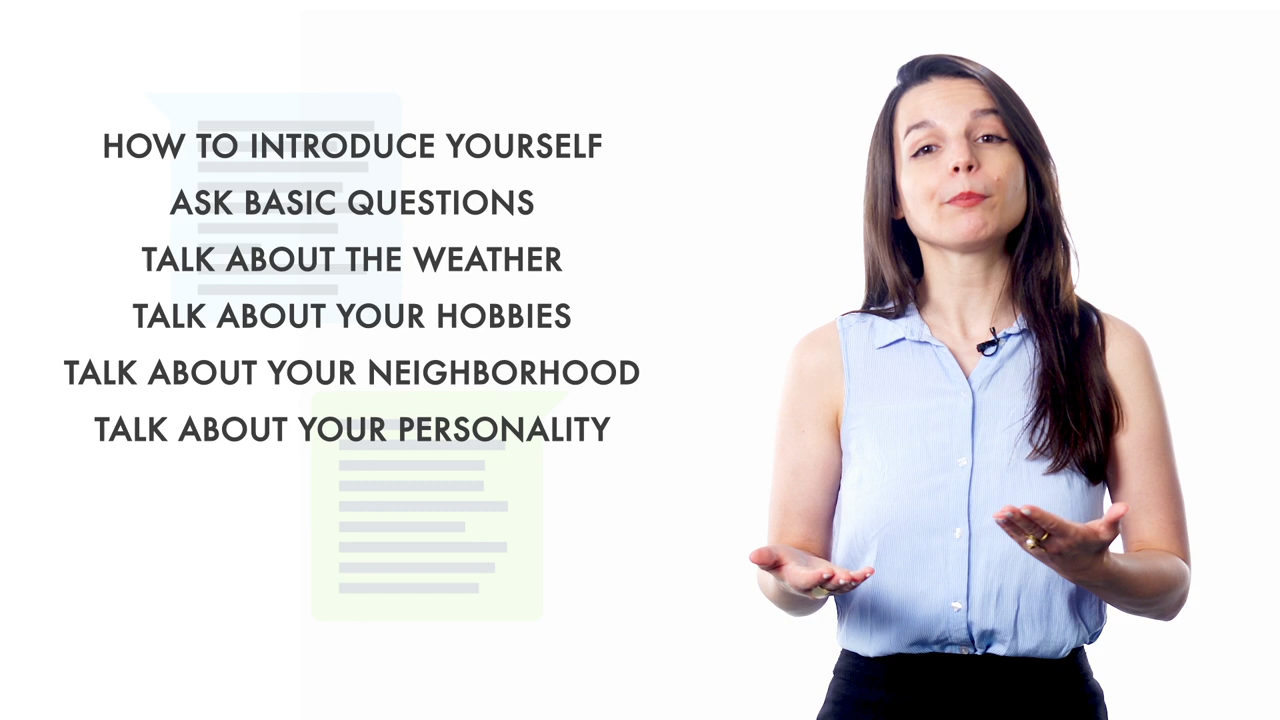 HOW TO INTRODUCE YOURSELF
ASK BASIC QUESTIONS
TALK ABOUT THE WEATHER
TALK ABOUT YOUR HOBBIES
TALK ABOUT YOUR NEIGHBORHOOD
TALK ABOUT YOUR PERSONALITY